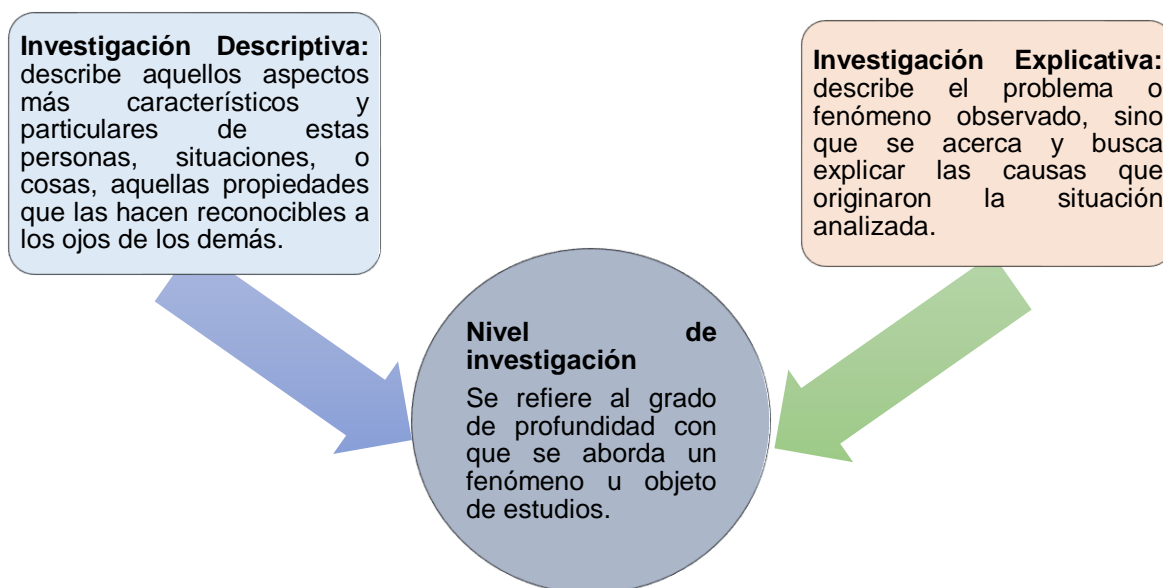 Investigación Descriptiva:
describe aquellos aspectos
más característicos y
particulares de estas
personas, situaciones, o
cosas, aquellas propiedades
que las hacen reconocibles a
los ojos de los demás.
Investigación Explicativa:
describe el problema o
fenómeno observado, sino
que se acerca y busca
explicar las causas que
originaron la situación
analizada.
Nivel de
investigación
Se refiere al grado
de profundidad con
que se aborda un
fenómeno u objeto
de estudios.